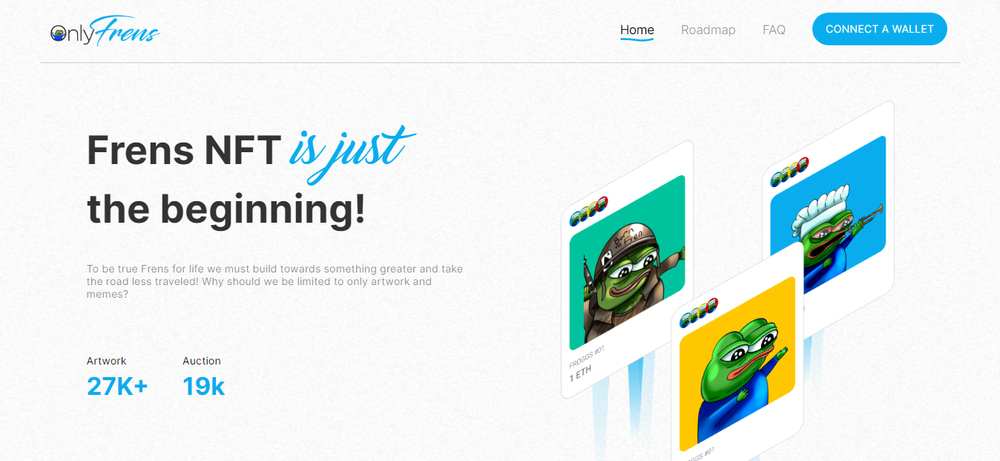 OnlyFrens
Home
Roadmap
FAQ
CONNECT A WALLET
Frens NFT is just
the beginning!
To be true Frens for life we must build towards something greater and take
the road less traveled! Why should we be limited to only artwork and
memes?
Artwork
Auction
27K+
19k
FROGGS #01
1 ETH
GGS #01